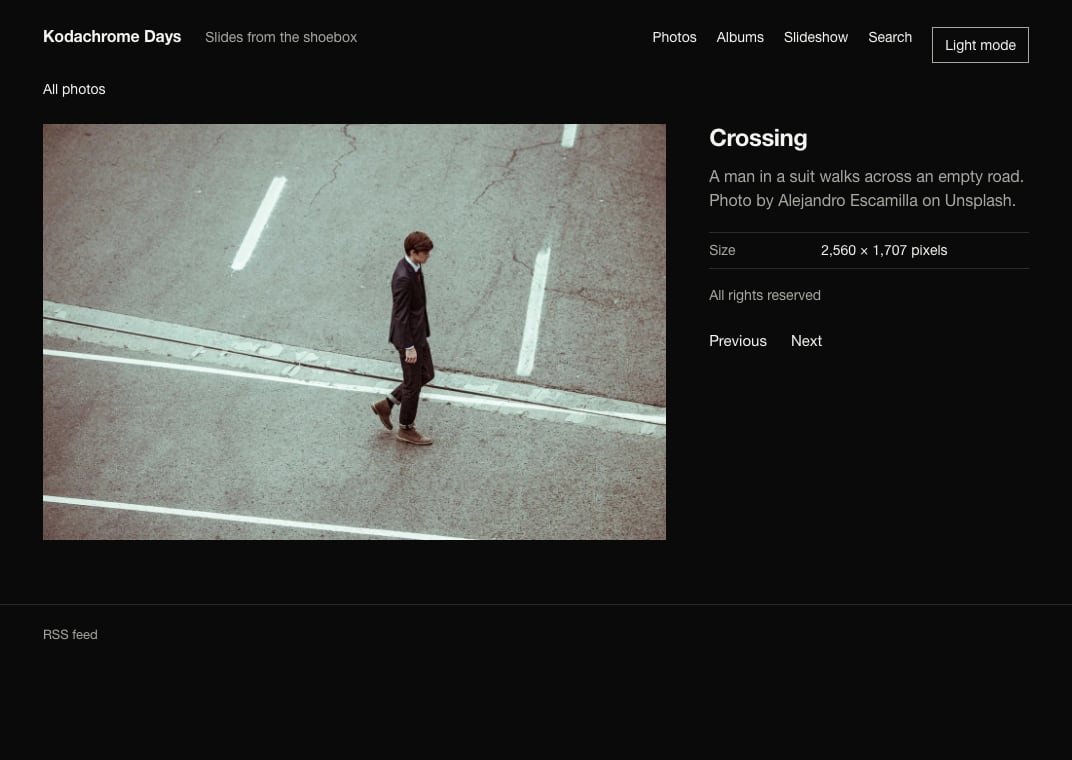 Kodachrome Days
Slides from the shoebox
Photos
Albums
Slideshow
Search
Light mode
All photos
Crossing
A man in a suit walks across an empty road.
Photo by Alejandro Escamilla on Unsplash.
Size
2,560 × 1,707 pixels
All rights reserved
Previous
Next
RSS feed